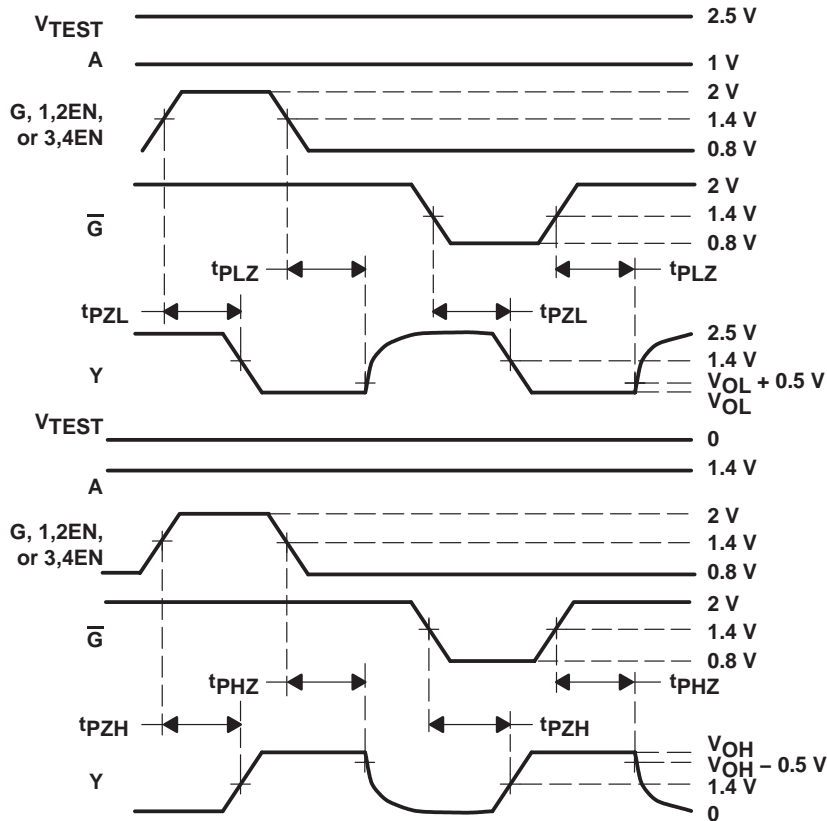 VTEST 2.5 V
A 1 V
2 V
G, 1,2EN,
or 3,4EN
1.4 V
0.8 V
2 V
G 1.4 V
0.8 V
tPLZ tPLZ
tPZL tPZL
2.5 V
1.4 V
Y
VOL + 0.5 V
VOL
VTEST 0
A 1.4 V
2 V
G, 1,2EN,
or 3,4EN
1.4 V
0.8 V
2 V
G 1.4 V
0.8 V
tPHZ tPHZ
tPZH tPZH
VOH
VOH – 0.5 V
Y 1.4 V
0